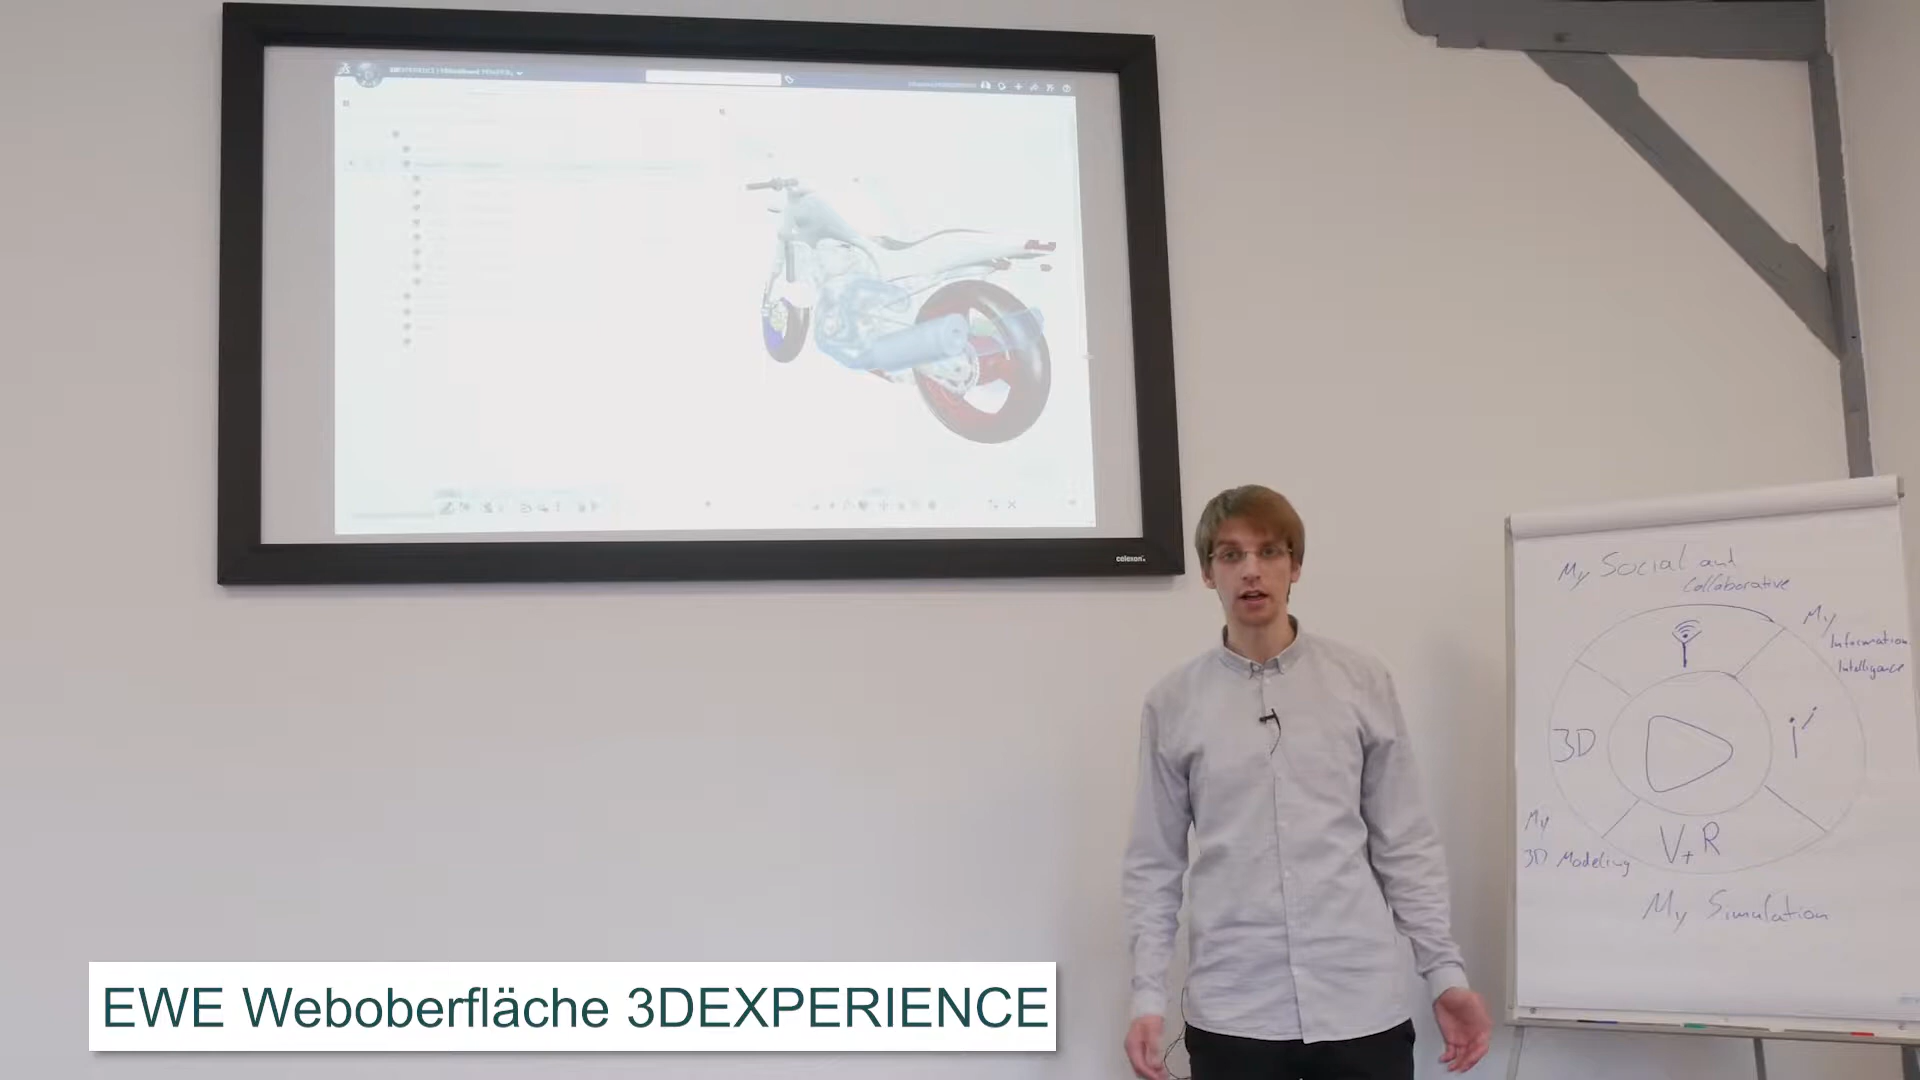 celexon
My Social and
Collaborative
My
Information
Intelligence
3D
V+R
My
3D Modeling
My Simulation
EWE Weboberfläche 3DEXPERIENCE